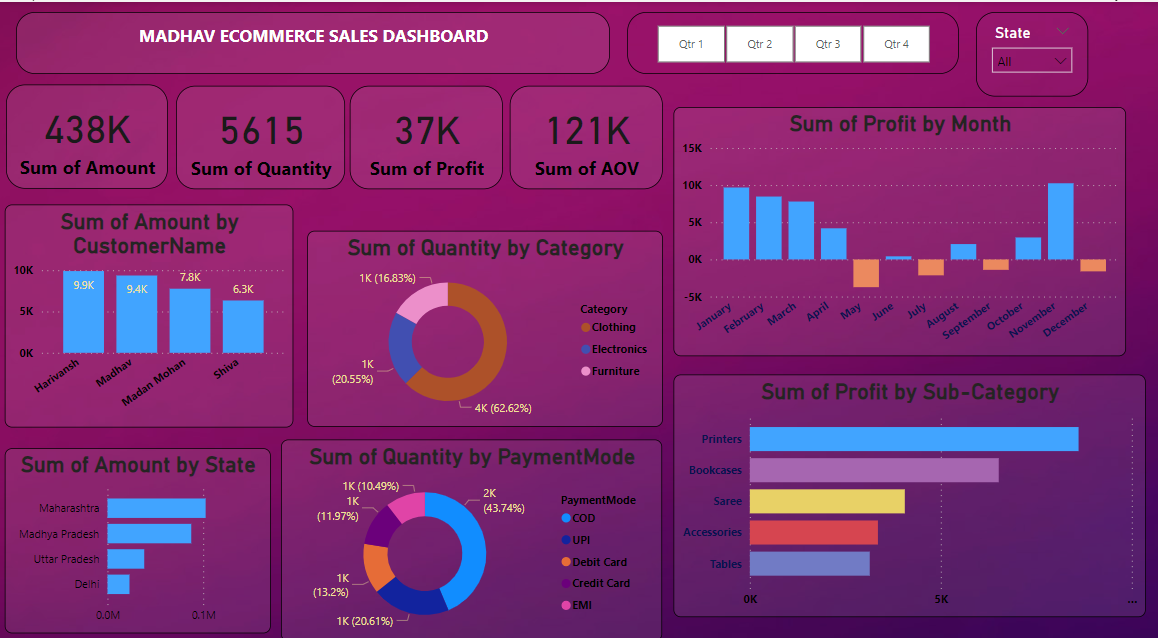 MADHAV ECOMMERCE SALES DASHBOARD
Qtr 1
Qtr 2
Qtr 3
Qtr 4
State
All
438K
Sum of Amount
5615
Sum of Quantity
37K
Sum of Profit
121K
Sum of AOV
Sum of Profit by Month
15K
10K
5K
0K
-5K
January
February
March
April
May
June
July
August
September
October
November
December
Sum of Amount by
CustomerName
10K
5K
0K
9.9K
9.4K
7.8K
6.3K
Harivansh
Madhav
Madan Mohan
Shiva
Sum of Quantity by Category
1K (16.83%)
1K
(20.55%)
4K (62.62%)
Category
Clothing
Electronics
Furniture
Sum of Profit by Sub-Category
Printers
Bookcases
Saree
Accessories
Tables
0K
5K
...
Sum of Amount by State
Maharashtra
Madhya Pradesh
Uttar Pradesh
Delhi
0.0M
0.1M
Sum of Quantity by PaymentMode
1K (10.49%)
1K
(11.97%)
1K
(13.2%)
1K (20.61%)
2K
(43.74%)
PaymentMode
COD
UPI
Debit Card
Credit Card
EMI